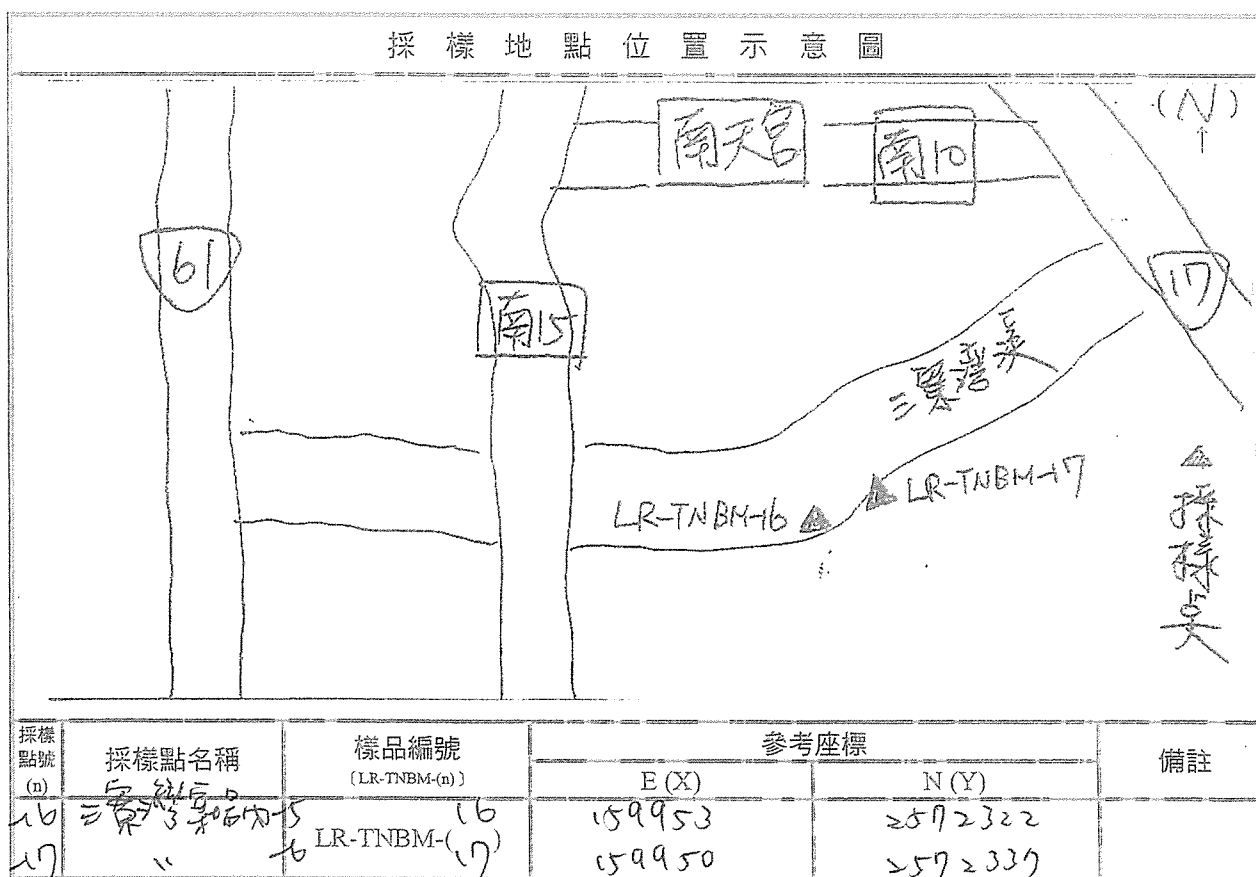 採樣地點位置示意圖
(N)
南天宮
南10
61
17
南15
LR-TNBM-17
LR-TNBM-16
採樣點
採樣點號(n) 採樣點名稱 樣品編號 參考座標 備註
〔LR-TNBM-(n)〕 E (X) N (Y)
-16 -5 16 159953 2572322
LR-TNBM-( )
-17 〃 -6 17 159950 2572337